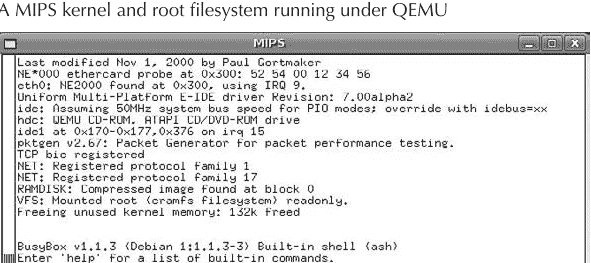 A MIPS kernel and root filesystem running under QEMU
MIPS
Last modified Nov 1, 2000 by Paul Gortmaker
NE*000 ethercard probe at 0x300: 52 54 00 12 34 56
eth0: NE2000 found at 0x300, using IRQ 9.
Uniform Multi-Platform E-IDE driver Revision: 7.00alpha2
ide: Assuming 50MHz system bus speed for PIO modes; override with idebus=xx
hdc: QEMU CD-ROM, ATAPI CD/DVD-ROM drive
ide1 at 0x170-0x177,0x376 on irq 15
pktgen v2.67: Packet Generator for packet performance testing.
TCP bic registered
NET: Registered protocol family 1
NET: Registered protocol family 17
RAMDISK: Compressed image found at block 0
VFS: Mounted root (cramfs filesystem) readonly.
Freeing unused kernel memory: 132k freed
BusyBox v1.1.3 (Debian 1:1.1.3-3) Built-in shell (ash)
Enter 'help' for a list of built-in commands.